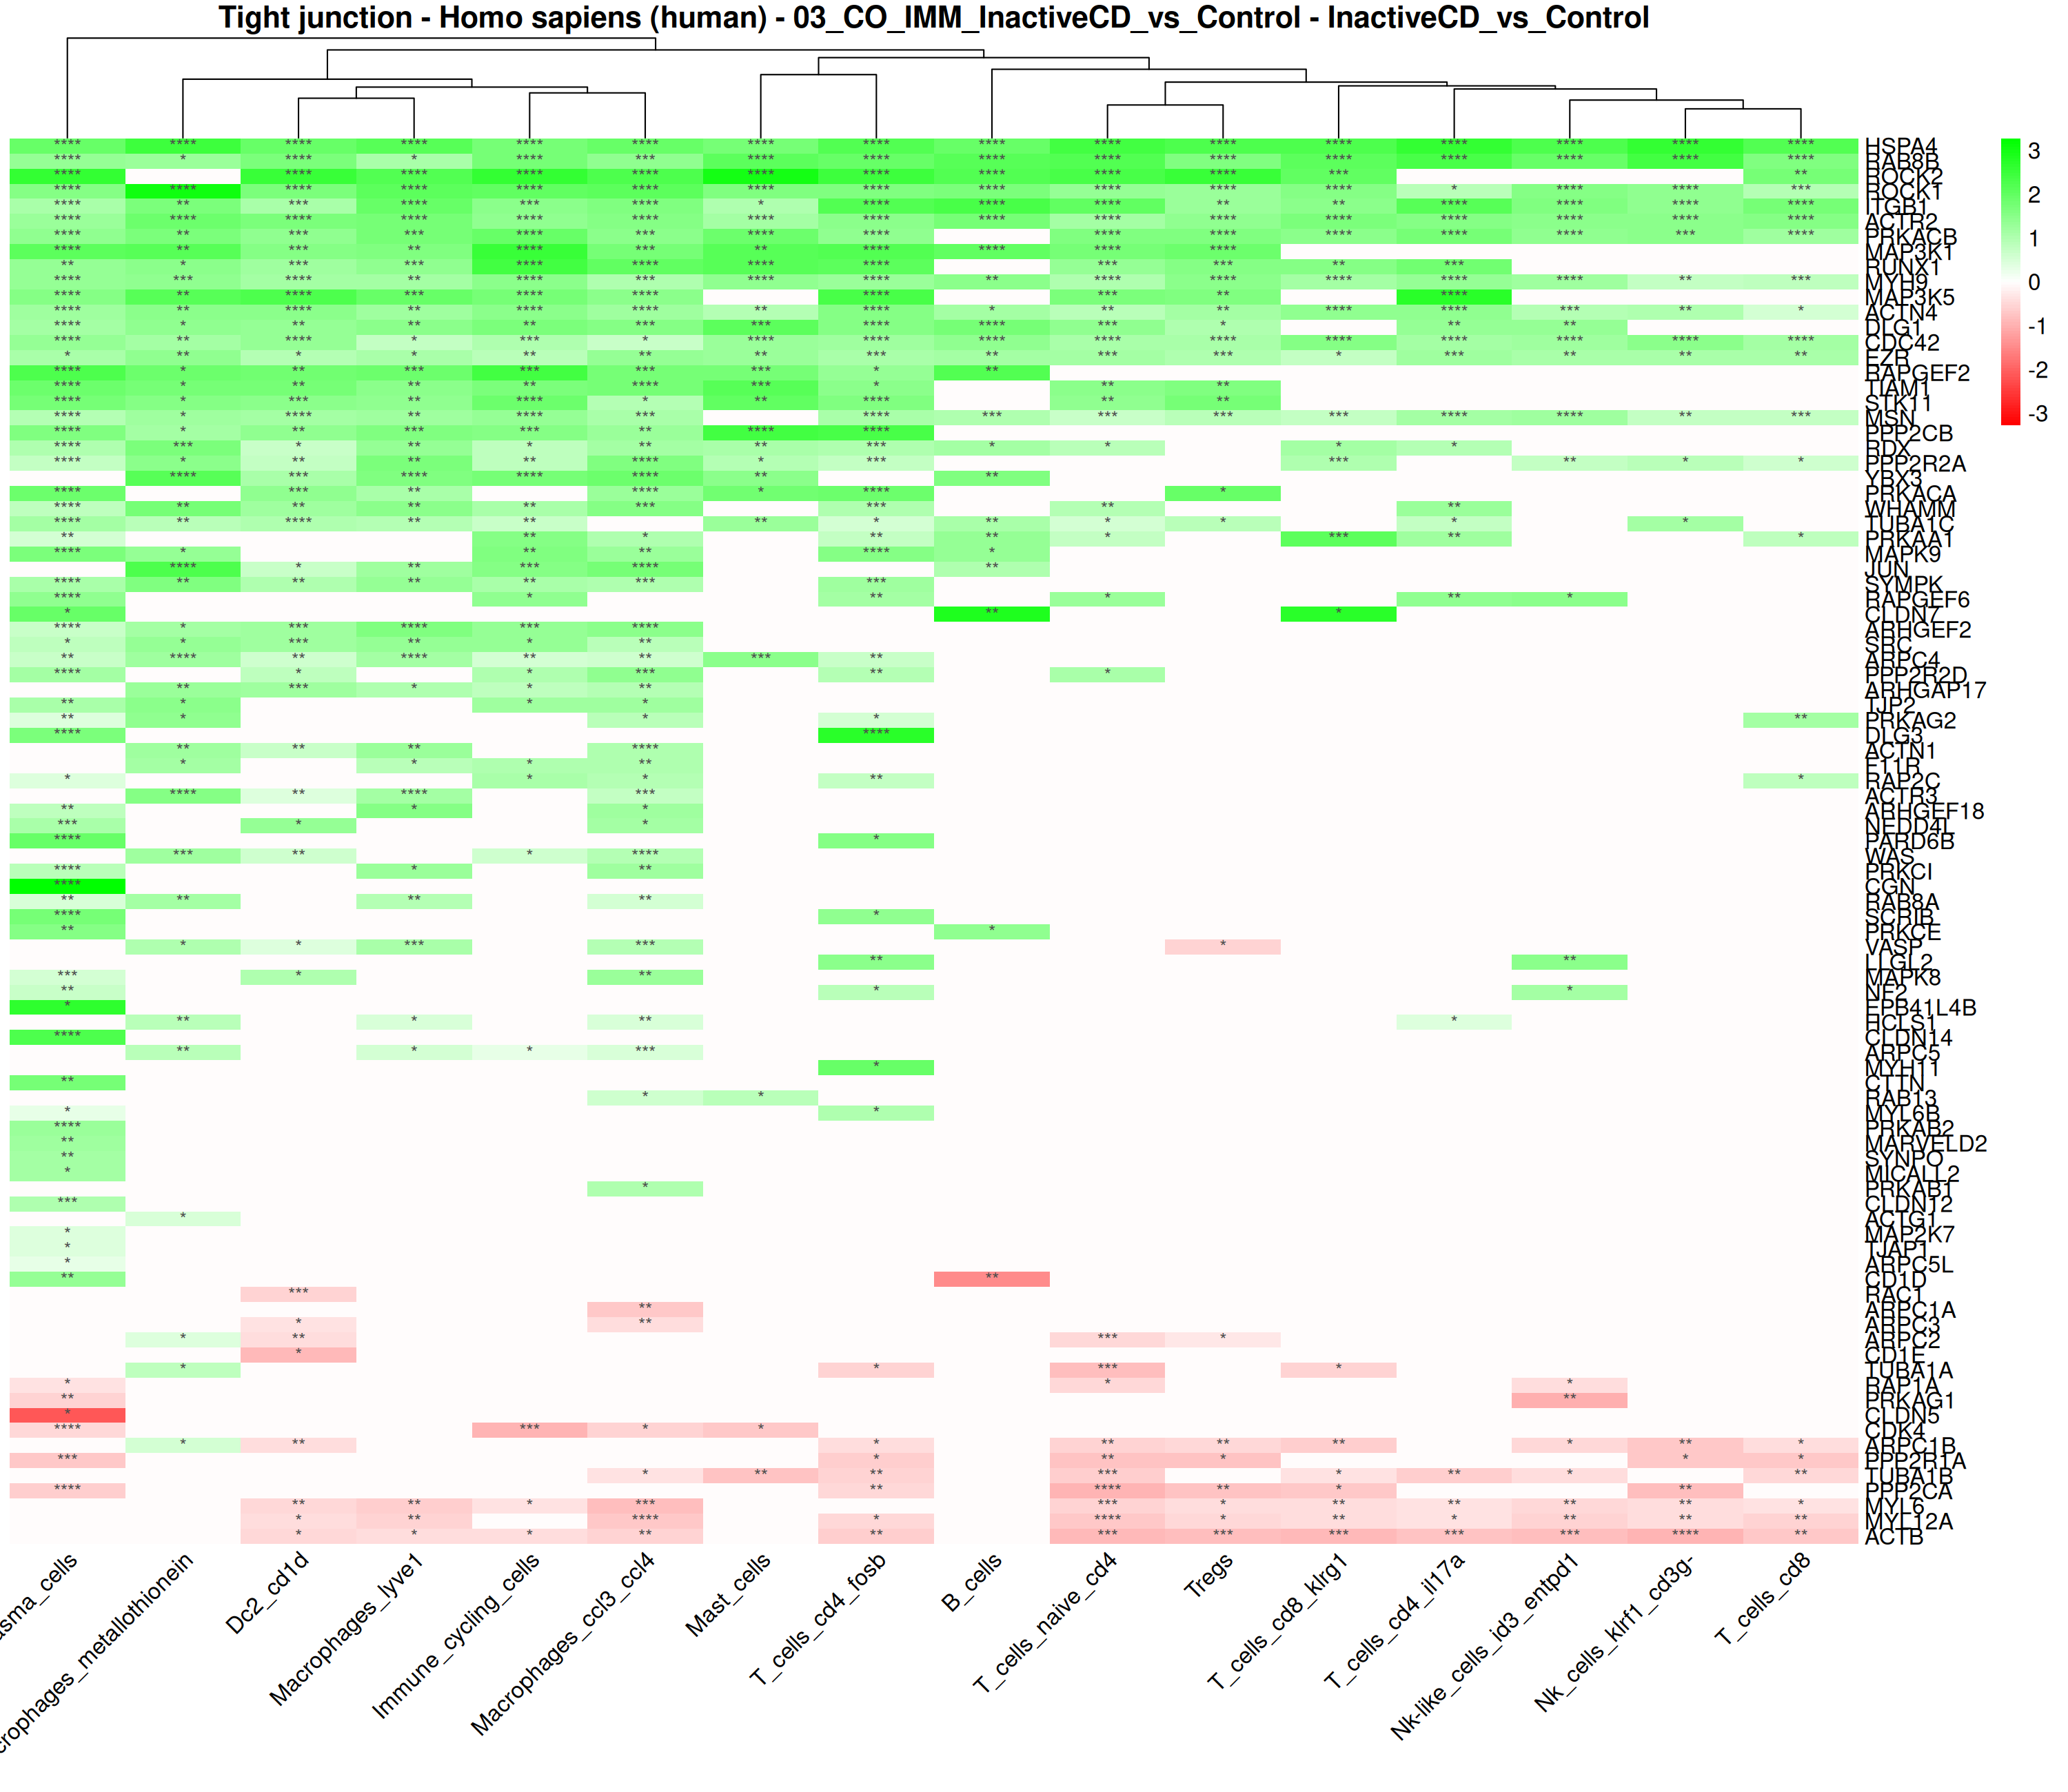 Tight junction - Homo sapiens (human) - 03_CO_IMM_InactiveCD_vs_Control - InactiveCD_vs_Control
HSPA4
RAB8B
ROCK2
ROCK1
ITGB1
ACTR2
PRKACB
MAP3K1
RUNX1
MYH9
MAP3K5
ACTN4
DLG1
CDC42
EZR
RAPGEF2
TIAM1
STK11
MSN
PPP2CB
RDX
PPP2R2A
YBX3
PRKACA
WHAMM
TUBA1C
PRKAA1
MAPK9
JUN
SYMPK
RAPGEF6
CLDN7
ARHGEF2
SRC
ARPC4
PPP2R2D
ARHGAP17
TJP2
PRKAG2
DLG3
ACTN1
F11R
RAP2C
ACTR3
ARHGEF18
NEDD4L
PARD6B
WAS
PRKCI
CGN
RAB8A
SCRIB
PRKCE
VASP
LLGL2
MAPK8
NF2
EPB41L4B
HCLS1
CLDN14
ARPC5
MYH11
CTTN
RAB13
MYL6B
PRKAB2
MARVELD2
SYNPO
MICALL2
PRKAB1
CLDN12
ACTG1
MAP2K7
TJAP1
ARPC5L
CD1D
RAC1
ARPC1A
ARPC3
ARPC2
CD1E
TUBA1A
RAP1A
PRKAG1
CLDN5
CDK4
ARPC1B
PPP2R1A
TUBA1B
PPP2CA
MYL6
MYL12A
ACTB
3
2
1
0
-1
-2
-3
asma_cells
crophages_metallothionein
Dc2_cd1d
Macrophages_lyve1
Immune_cycling_cells
Macrophages_ccl3_ccl4
Mast_cells
T_cells_cd4_fosb
B_cells
T_cells_naive_cd4
Tregs
T_cells_cd8_klrg1
T_cells_cd4_il17a
Nk-like_cells_id3_entpd1
Nk_cells_klrf1_cd3g-
T_cells_cd8